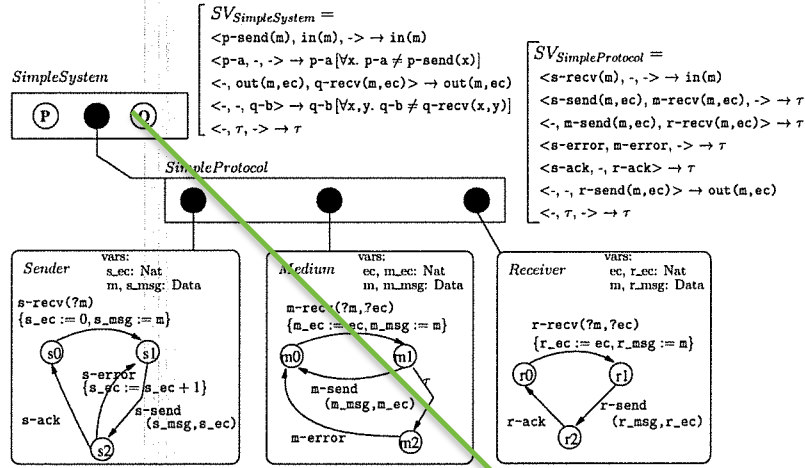 SV_SimpleSystem =
<p-send(m), in(m), -> → in(m)
<p-a, -, -> → p-a [∀x. p-a ≠ p-send(x)]
<-, out(m,ec), q-recv(m,ec)> → out(m,ec)
<-, -, q-b> → q-b [∀x,y. q-b ≠ q-recv(x,y)]
<-, τ, -> → τ
SV_SimpleProtocol =
<s-recv(m), -, -> → in(m)
<s-send(m,ec), m-recv(m,ec), -> → τ
<-, m-send(m,ec), r-recv(m,ec)> → τ
<s-error, m-error, -> → τ
<s-ack, -, r-ack> → τ
<-, -, r-send(m,ec)> → out(m,ec)
<-, τ, -> → τ
SimpleSystem
P
Q
SimpleProtocol
Sender
vars:
s_ec: Nat
m, s_msg: Data
s-recv(?m)
{s_ec := 0, s_msg := m}
s0
s1
s-error
{s_ec := s_ec + 1}
s-send
(s_msg,s_ec)
s-ack
s2
Medium
vars:
ec, m_ec: Nat
m, m_msg: Data
m-recv(?m,?ec)
{m_ec := ec, m_msg := m}
m0
m1
τ
m-send
(m_msg,m_ec)
m-error
m2
Receiver
vars:
ec, r_ec: Nat
m, r_msg: Data
r-recv(?m,?ec)
{r_ec := ec, r_msg := m}
r0
r1
r-send
(r_msg,r_ec)
r-ack
r2